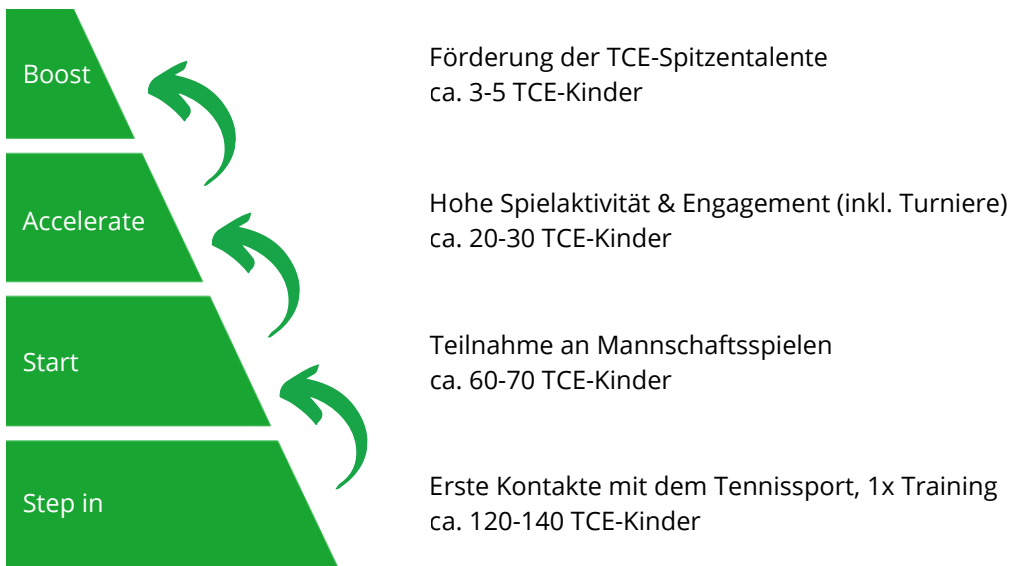 Boost
Förderung der TCE-Spitzentalente
ca. 3-5 TCE-Kinder
Accelerate
Hohe Spielaktivität & Engagement (inkl. Turniere)
ca. 20-30 TCE-Kinder
Start
Teilnahme an Mannschaftsspielen
ca. 60-70 TCE-Kinder
Step in
Erste Kontakte mit dem Tennissport, 1x Training
ca. 120-140 TCE-Kinder